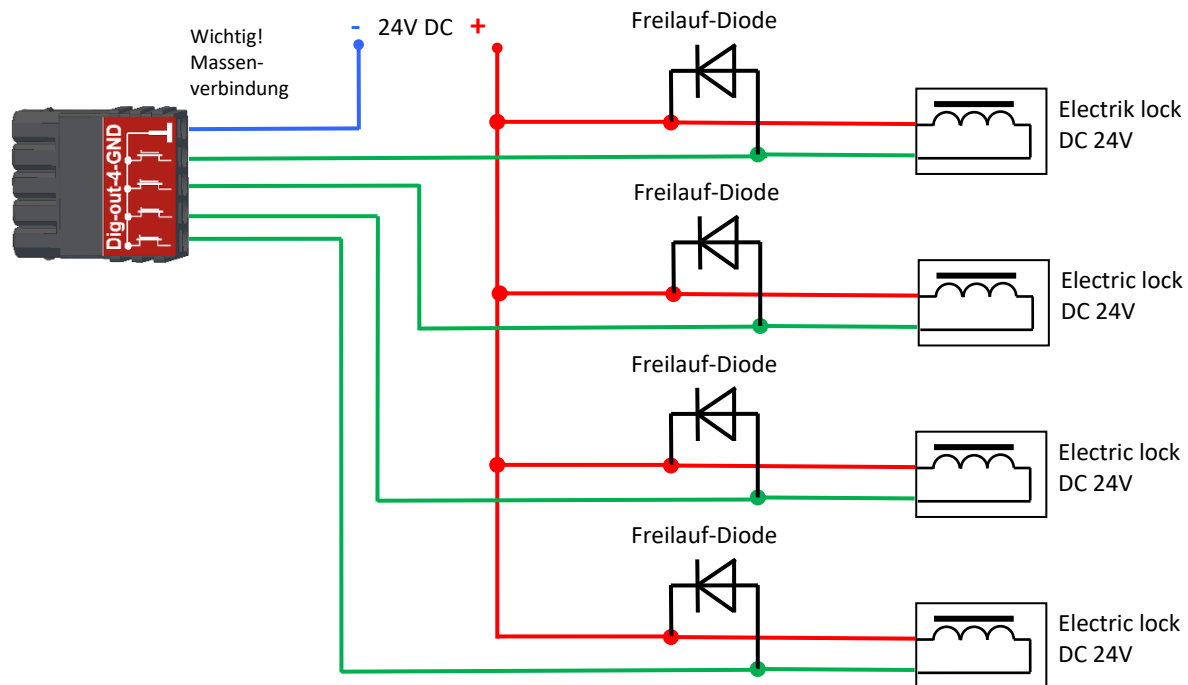 Freilauf-Diode
- 24V DC +
Wichtig!
Massen-
verbindung
Electrik lock
DC 24V
Dig-out-4-GND
Freilauf-Diode
Electric lock
DC 24V
Freilauf-Diode
Electric lock
DC 24V
Freilauf-Diode
Electric lock
DC 24V